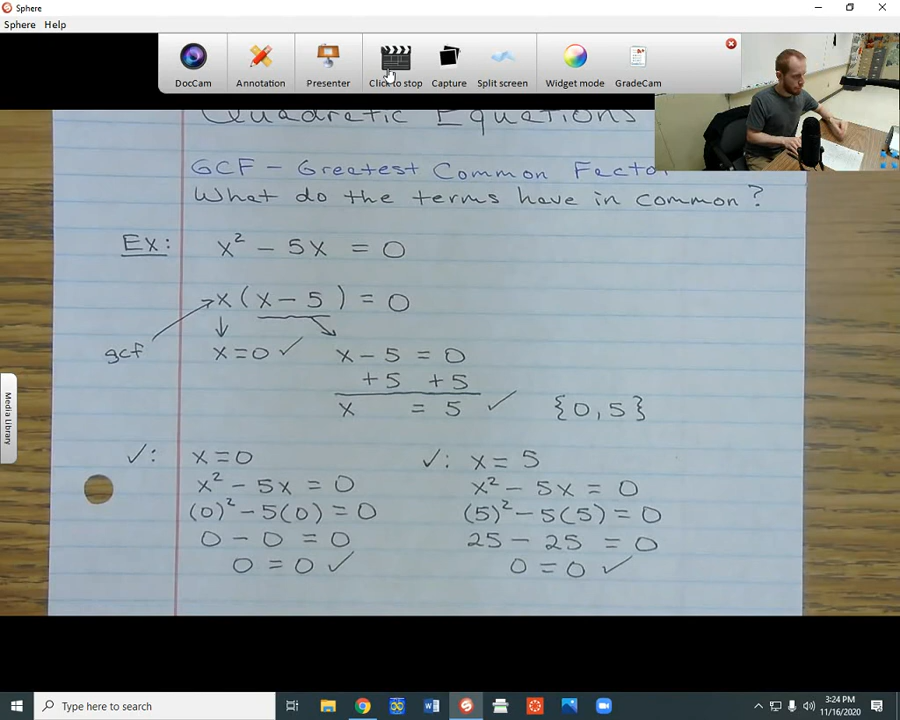 Sphere
Sphere Help
DocCam Annotation Presenter Click to stop Capture Split screen Widget mode GradeCam
Quadratic Equations
GCF - Greatest Common Factor
What do the terms have in common?
Ex: x² - 5x = 0
x(x - 5) = 0
gcf
x = 0 ✓ x - 5 = 0
+5 +5
x = 5 ✓ {0, 5}
✓: x = 0
x² - 5x = 0
(0)² - 5(0) = 0
0 - 0 = 0
0 = 0 ✓
✓: x = 5
x² - 5x = 0
(5)² - 5(5) = 0
25 - 25 = 0
0 = 0 ✓
Media Library
Type here to search
3:24 PM
11/16/2020